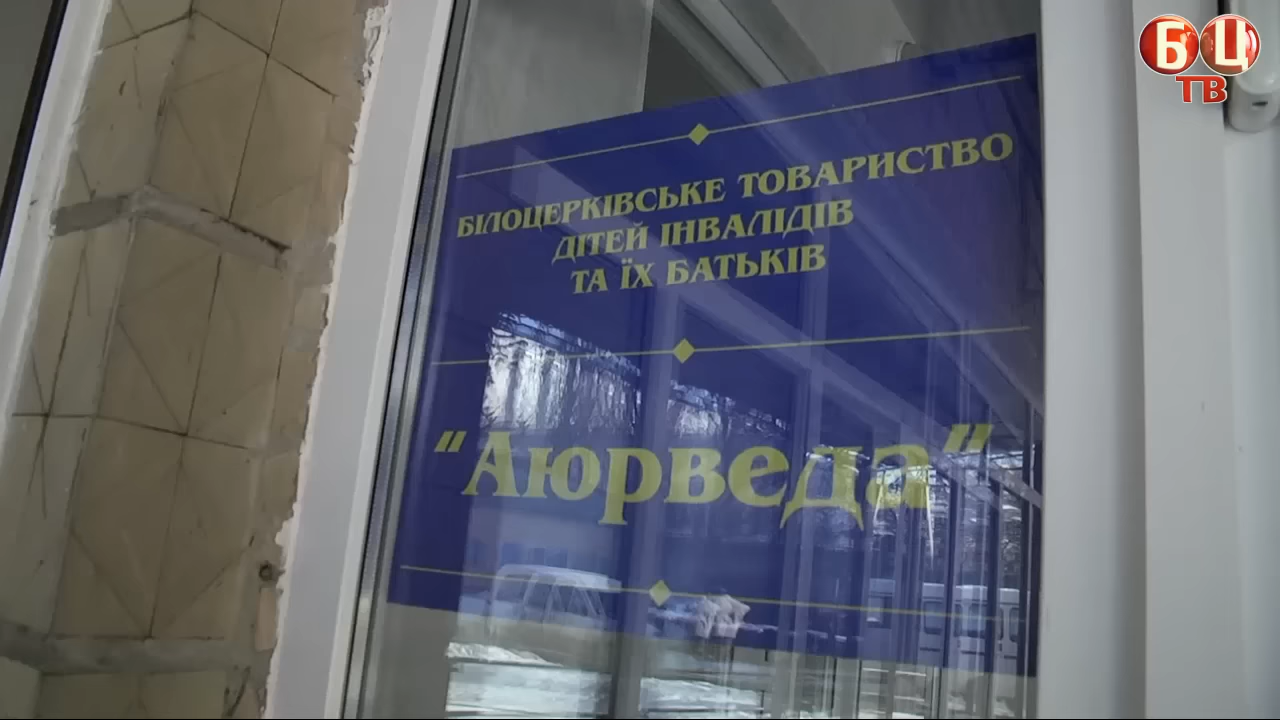 БЦ
ТВ
БІЛОЦЕРКІВСЬКЕ ТОВАРИСТВО
ДІТЕЙ ІНВАЛІДІВ
ТА ЇХ БАТЬКІВ
"Аюрведа"